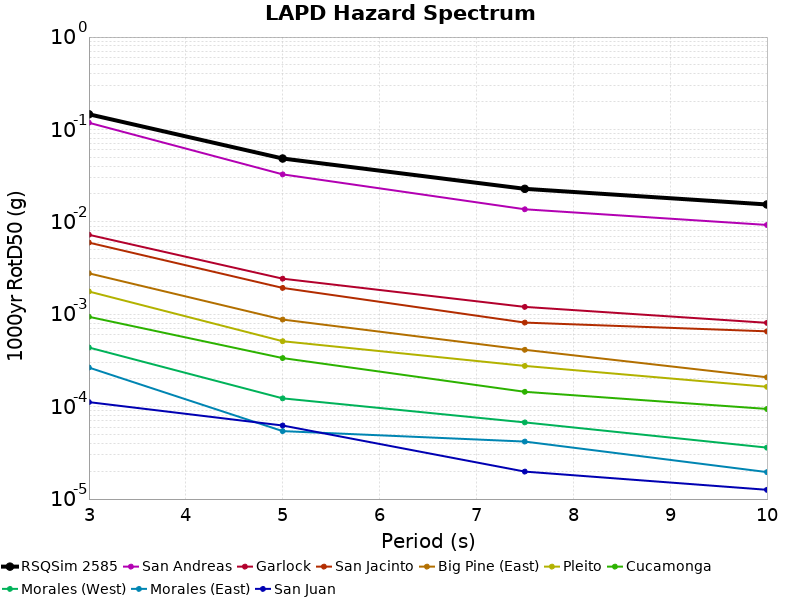 LAPD Hazard Spectrum
10^0
10^-1
10^-2
10^-3
10^-4
10^-5
1000yr RotD50 (g)
3 4 5 6 7 8 9 10
Period (s)
RSQSim 2585 San Andreas Garlock San Jacinto Big Pine (East) Pleito Cucamonga
Morales (West) Morales (East) San Juan